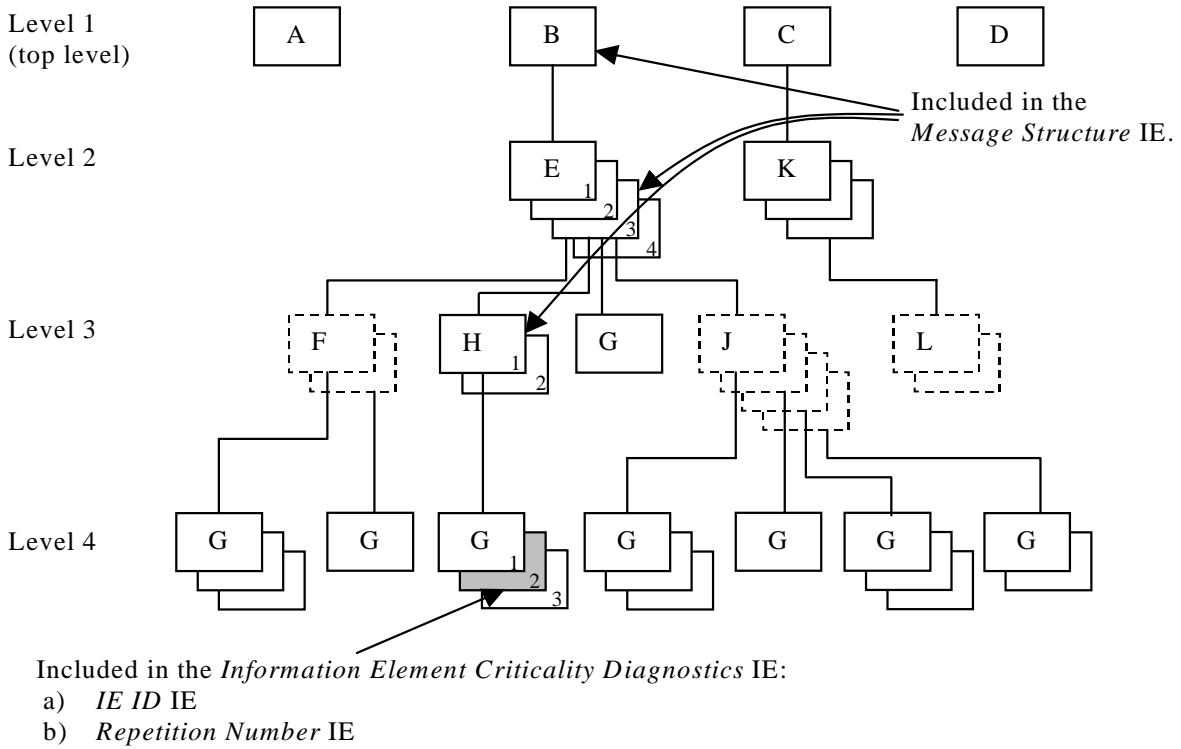 Level 1
(top level)
A
B
C
D
Included in the
Message Structure IE.
Level 2
E
1
2
3
4
K
Level 3
F
H
1
2
G
J
L
Level 4
G
G
G
1
2
3
G
G
G
G
Included in the Information Element Criticality Diagnostics IE:
a) IE ID IE
b) Repetition Number IE